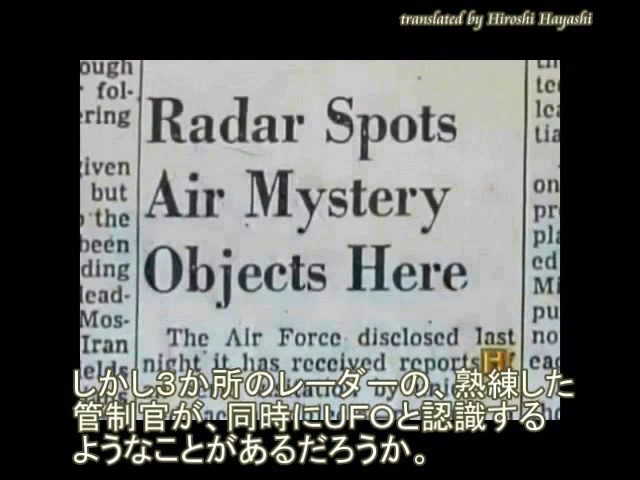 translated by Hiroshi Hayashi
ough
fol-
ring
given
but
the
been
ding
lead-
Mos-
Iran
Radar Spots
Air Mystery
Objects Here
The Air Force disclosed last
night it has received reports
on
no
しかし３か所のレーダーの、熟練した
管制官が、同時にＵＦＯと認識する
ようなことがあるだろうか。